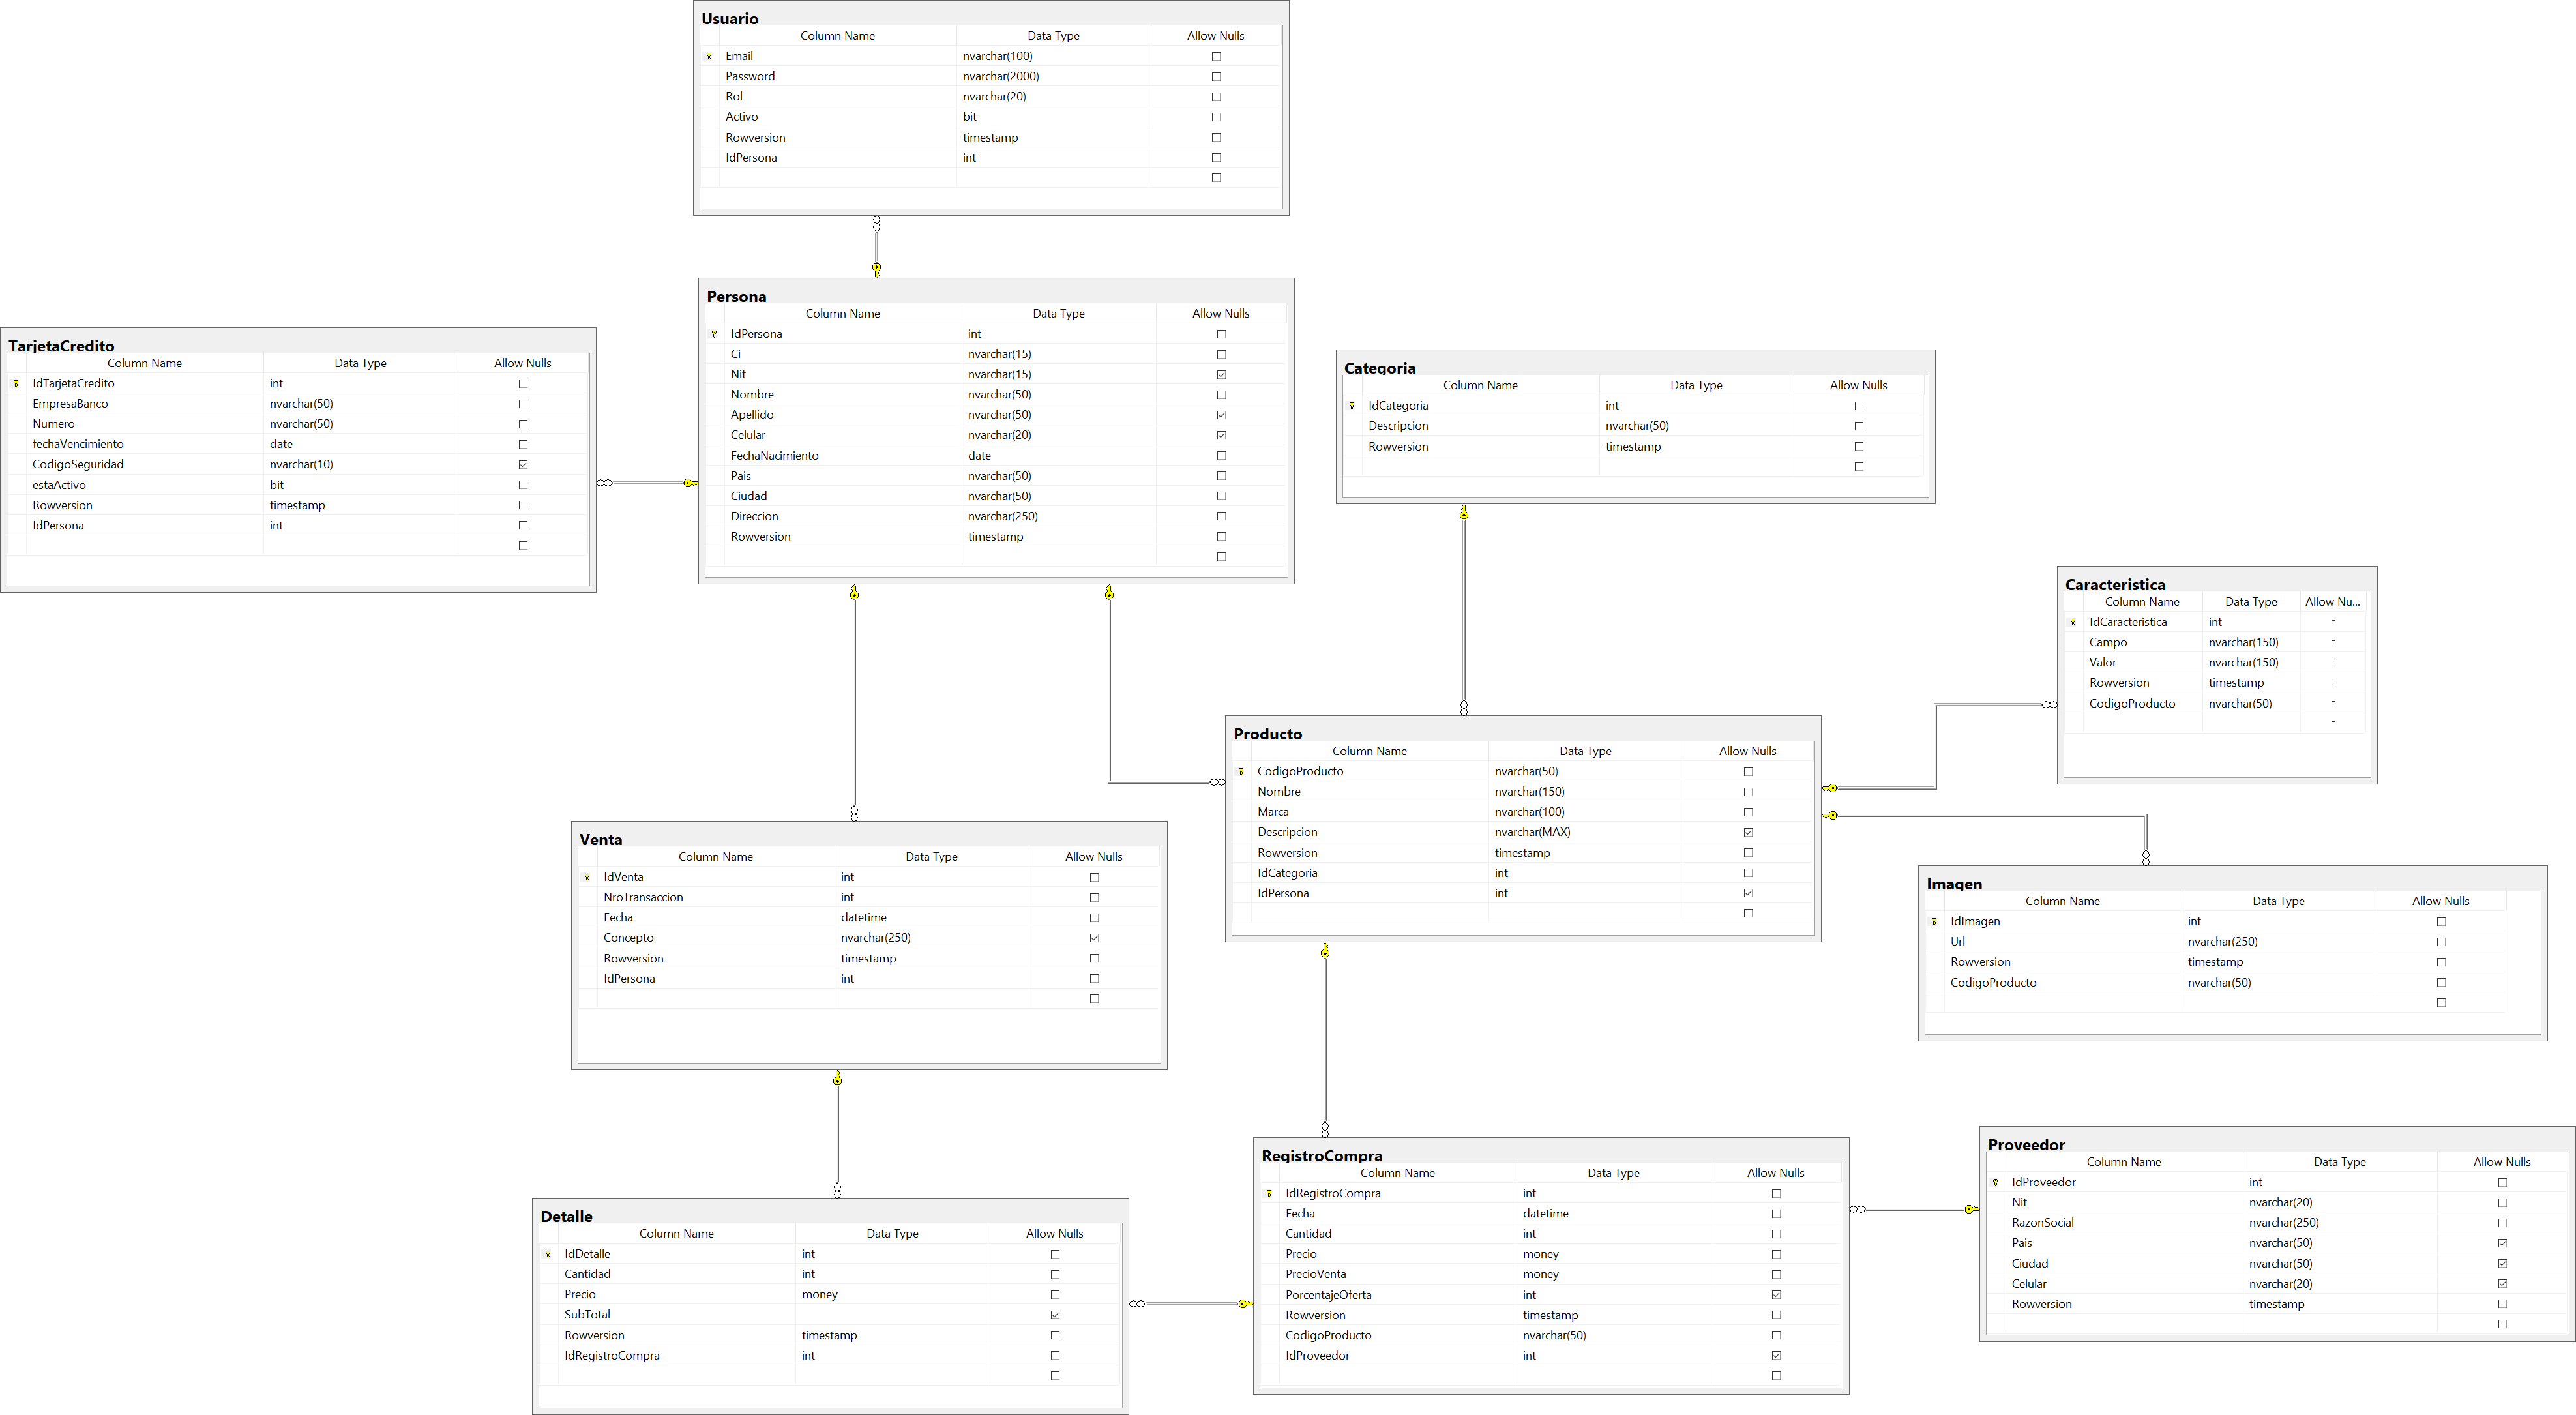 Usuario
Column Name Data Type Allow Nulls
Email nvarchar(100)
Password nvarchar(2000)
Rol nvarchar(20)
Activo bit
Rowversion timestamp
IdPersona int
Persona
Column Name Data Type Allow Nulls
IdPersona int
Ci nvarchar(15)
Nit nvarchar(15)
Nombre nvarchar(50)
Apellido nvarchar(50)
Celular nvarchar(20)
FechaNacimiento date
Pais nvarchar(50)
Ciudad nvarchar(50)
Direccion nvarchar(250)
Rowversion timestamp
TarjetaCredito
Column Name Data Type Allow Nulls
IdTarjetaCredito int
EmpresaBanco nvarchar(50)
Numero nvarchar(50)
fechaVencimiento date
CodigoSeguridad nvarchar(10)
estaActivo bit
Rowversion timestamp
IdPersona int
Categoria
Column Name Data Type Allow Nulls
IdCategoria int
Descripcion nvarchar(50)
Rowversion timestamp
Caracteristica
Column Name Data Type Allow Nu...
IdCaracteristica int
Campo nvarchar(150)
Valor nvarchar(150)
Rowversion timestamp
CodigoProducto nvarchar(50)
Producto
Column Name Data Type Allow Nulls
CodigoProducto nvarchar(50)
Nombre nvarchar(150)
Marca nvarchar(100)
Descripcion nvarchar(MAX)
Rowversion timestamp
IdCategoria int
IdPersona int
Venta
Column Name Data Type Allow Nulls
IdVenta int
NroTransaccion int
Fecha datetime
Concepto nvarchar(250)
Rowversion timestamp
IdPersona int
Imagen
Column Name Data Type Allow Nulls
IdImagen int
Url nvarchar(250)
Rowversion timestamp
CodigoProducto nvarchar(50)
Detalle
Column Name Data Type Allow Nulls
IdDetalle int
Cantidad int
Precio money
SubTotal
Rowversion timestamp
IdRegistroCompra int
RegistroCompra
Column Name Data Type Allow Nulls
IdRegistroCompra int
Fecha datetime
Cantidad int
Precio money
PrecioVenta money
PorcentajeOferta int
Rowversion timestamp
CodigoProducto nvarchar(50)
IdProveedor int
Proveedor
Column Name Data Type Allow Nulls
IdProveedor int
Nit nvarchar(20)
RazonSocial nvarchar(250)
Pais nvarchar(50)
Ciudad nvarchar(50)
Celular nvarchar(20)
Rowversion timestamp